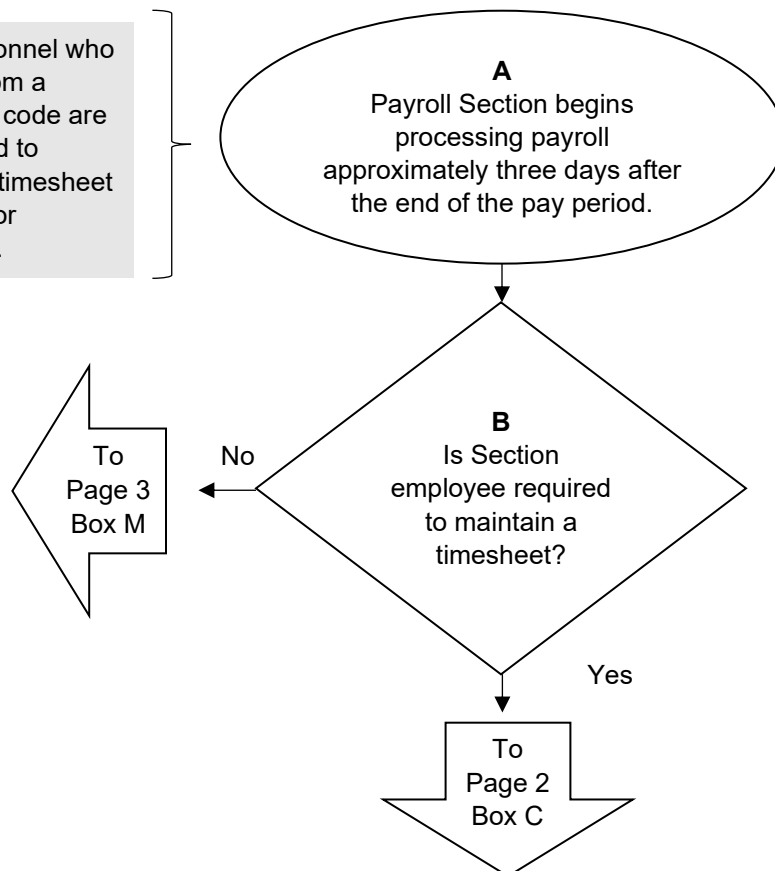 onnel who
om a
code are
d to
timesheet
or
A
Payroll Section begins
processing payroll
approximately three days after
the end of the pay period.
B
Is Section
employee required
to maintain a
timesheet?
No
To
Page 3
Box M
Yes
To
Page 2
Box C